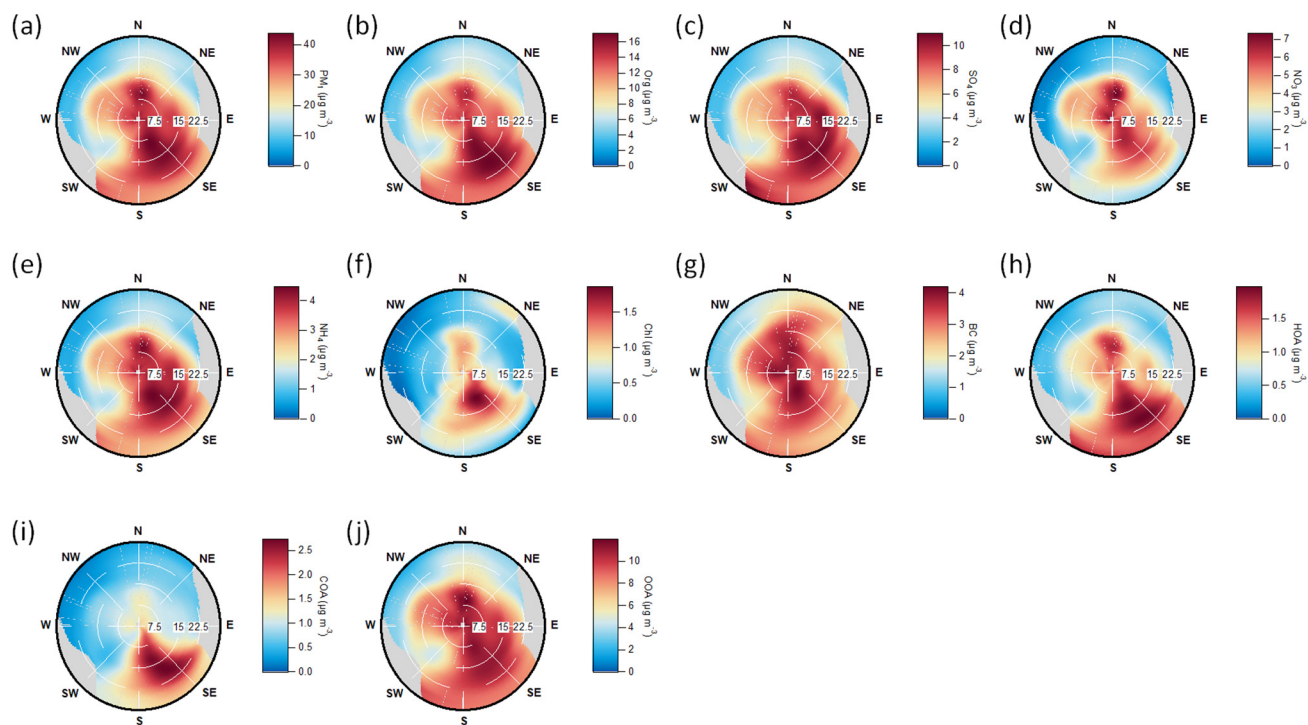 (a)
N
NW NE
W 7.5 15 22.5 E
SW SE
S
40
30
20
10
0
PM₁ (µg m⁻³)
(b)
N
NW NE
W 7.5 15 22.5 E
SW SE
S
16
14
12
10
8
6
4
2
0
Org (µg m⁻³)
(c)
N
NW NE
W 7.5 15 22.5 E
SW SE
S
10
8
6
4
2
0
SO₄ (µg m⁻³)
(d)
N
NW NE
W 7.5 15 22.5 E
SW SE
S
7
6
5
4
3
2
1
0
NO₃ (µg m⁻³)
(e)
N
NW NE
W 7.5 15 22.5 E
SW SE
S
4
3
2
1
0
NH₄ (µg m⁻³)
(f)
N
NW NE
W 7.5 15 22.5 E
SW SE
S
1.5
1.0
0.5
0.0
Chl (µg m⁻³)
(g)
N
NW NE
W 7.5 15 22.5 E
SW SE
S
4
3
2
1
0
BC (µg m⁻³)
(h)
N
NW NE
W 7.5 15 22.5 E
SW SE
S
1.5
1.0
0.5
0.0
HOA (µg m⁻³)
(i)
N
NW NE
W 7.5 15 22.5 E
SW SE
S
2.5
2.0
1.5
1.0
0.5
0.0
COA (µg m⁻³)
(j)
N
NW NE
W 7.5 15 22.5 E
SW SE
S
10
8
6
4
2
0
OOA (µg m⁻³)